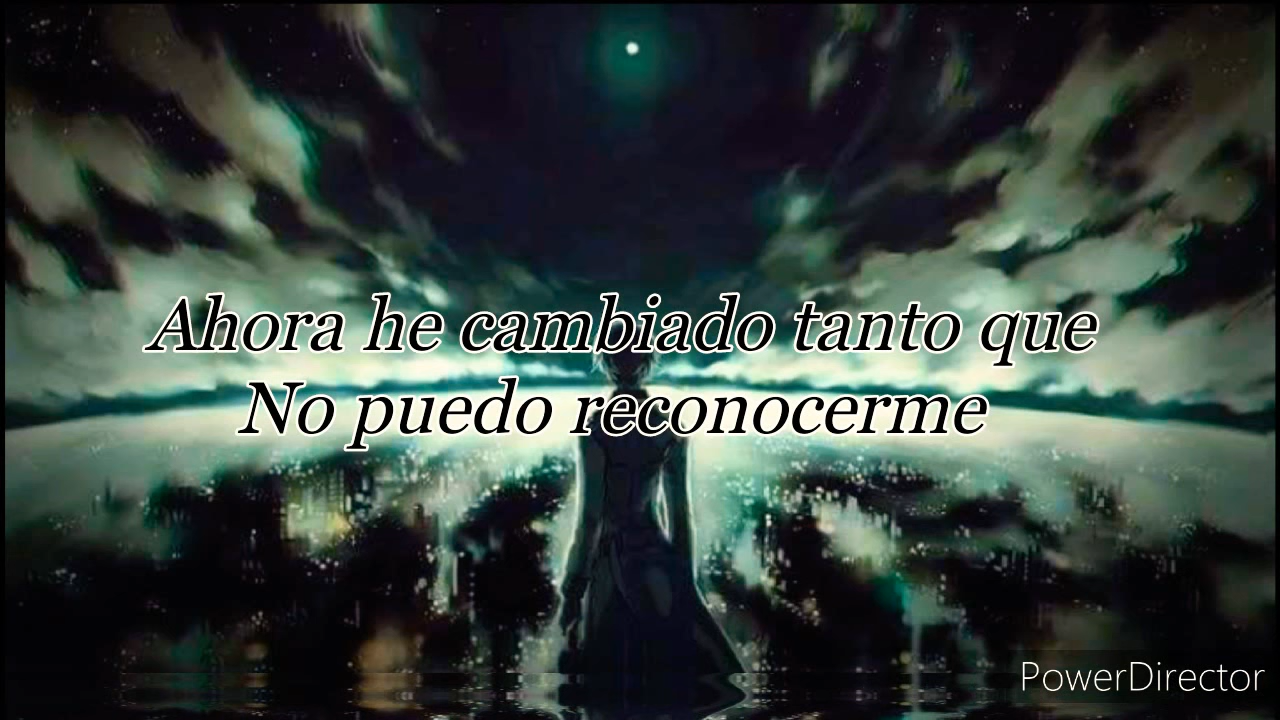 Ahora he cambiado tanto que
No puedo reconocerme
PowerDirector